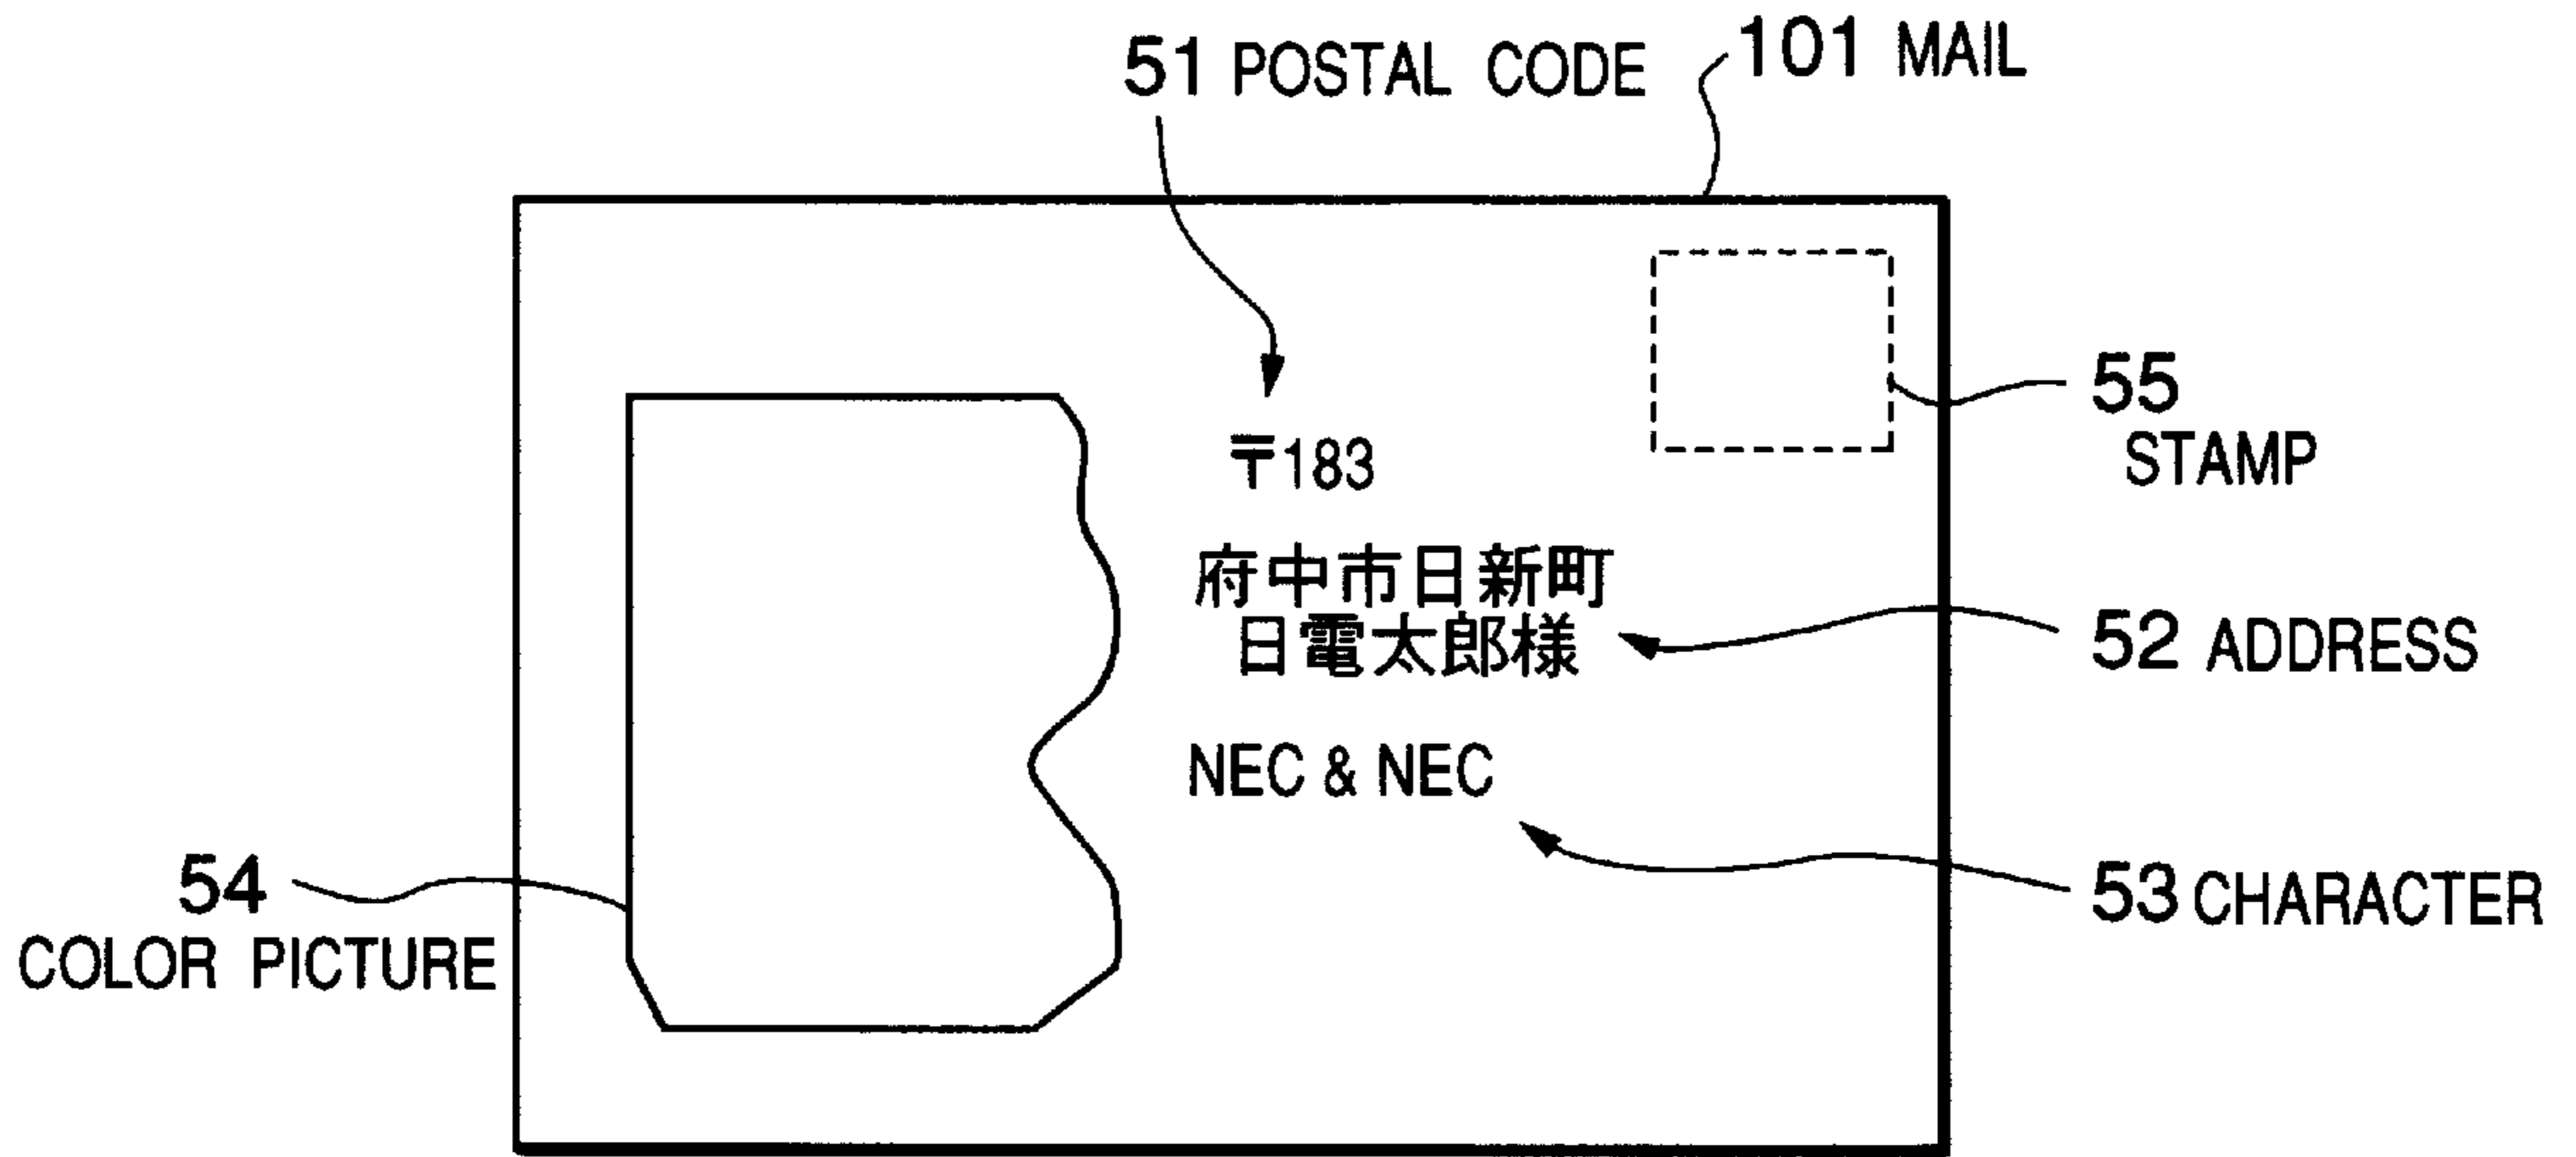 51 POSTAL CODE
101 MAIL
55
STAMP
〒183
府中市日新町
日電太郎様
52 ADDRESS
NEC & NEC
53 CHARACTER
54
COLOR PICTURE